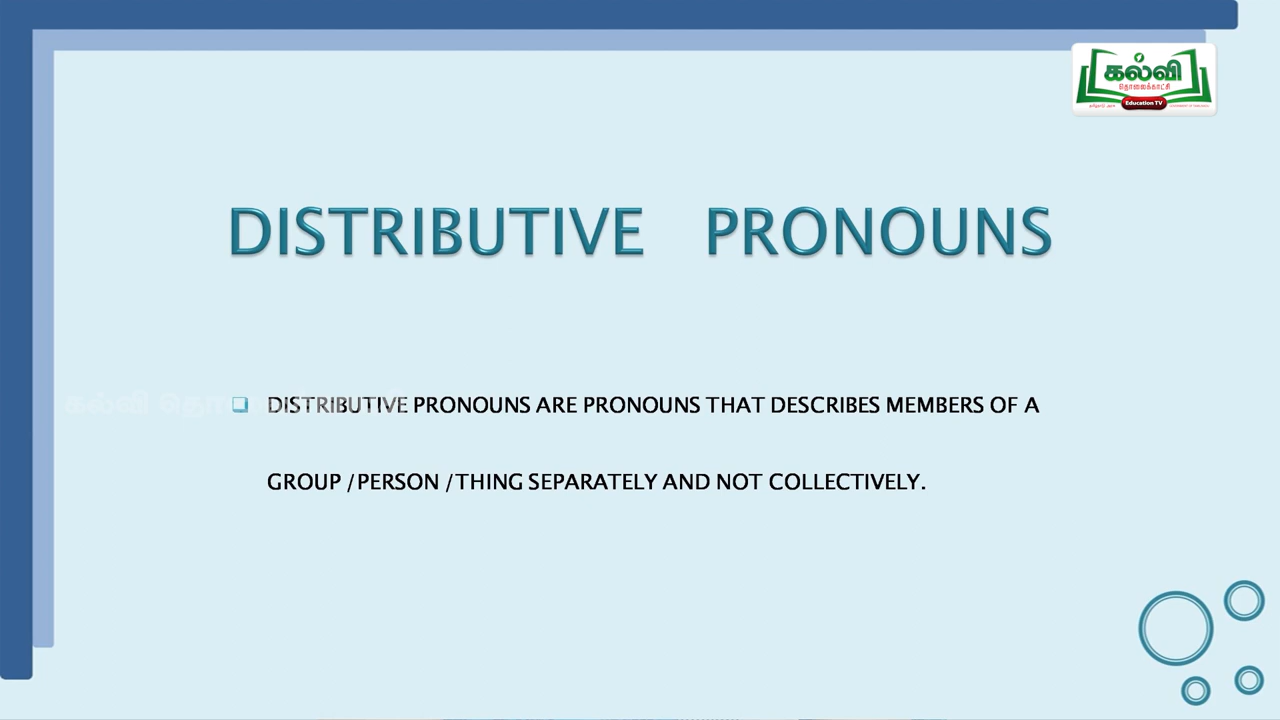 கல்வி
தொலைக்காட்சி
Education TV
DISTRIBUTIVE PRONOUNS
கல்வி
❑ DISTRIBUTIVE PRONOUNS ARE PRONOUNS THAT DESCRIBES MEMBERS OF A
GROUP /PERSON /THING SEPARATELY AND NOT COLLECTIVELY.